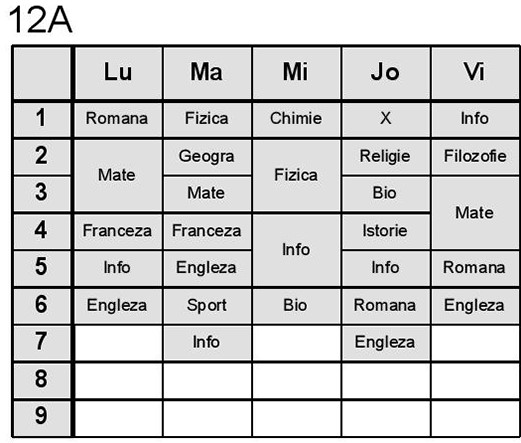 12A
Lu Ma Mi Jo Vi
1 Romana Fizica Chimie X Info
2 Mate Geogra Fizica Religie Filozofie
3 Mate Bio Mate
4 Franceza Franceza Info Istorie
5 Info Engleza Info Romana
6 Engleza Sport Bio Romana Engleza
7 Info Engleza
8
9